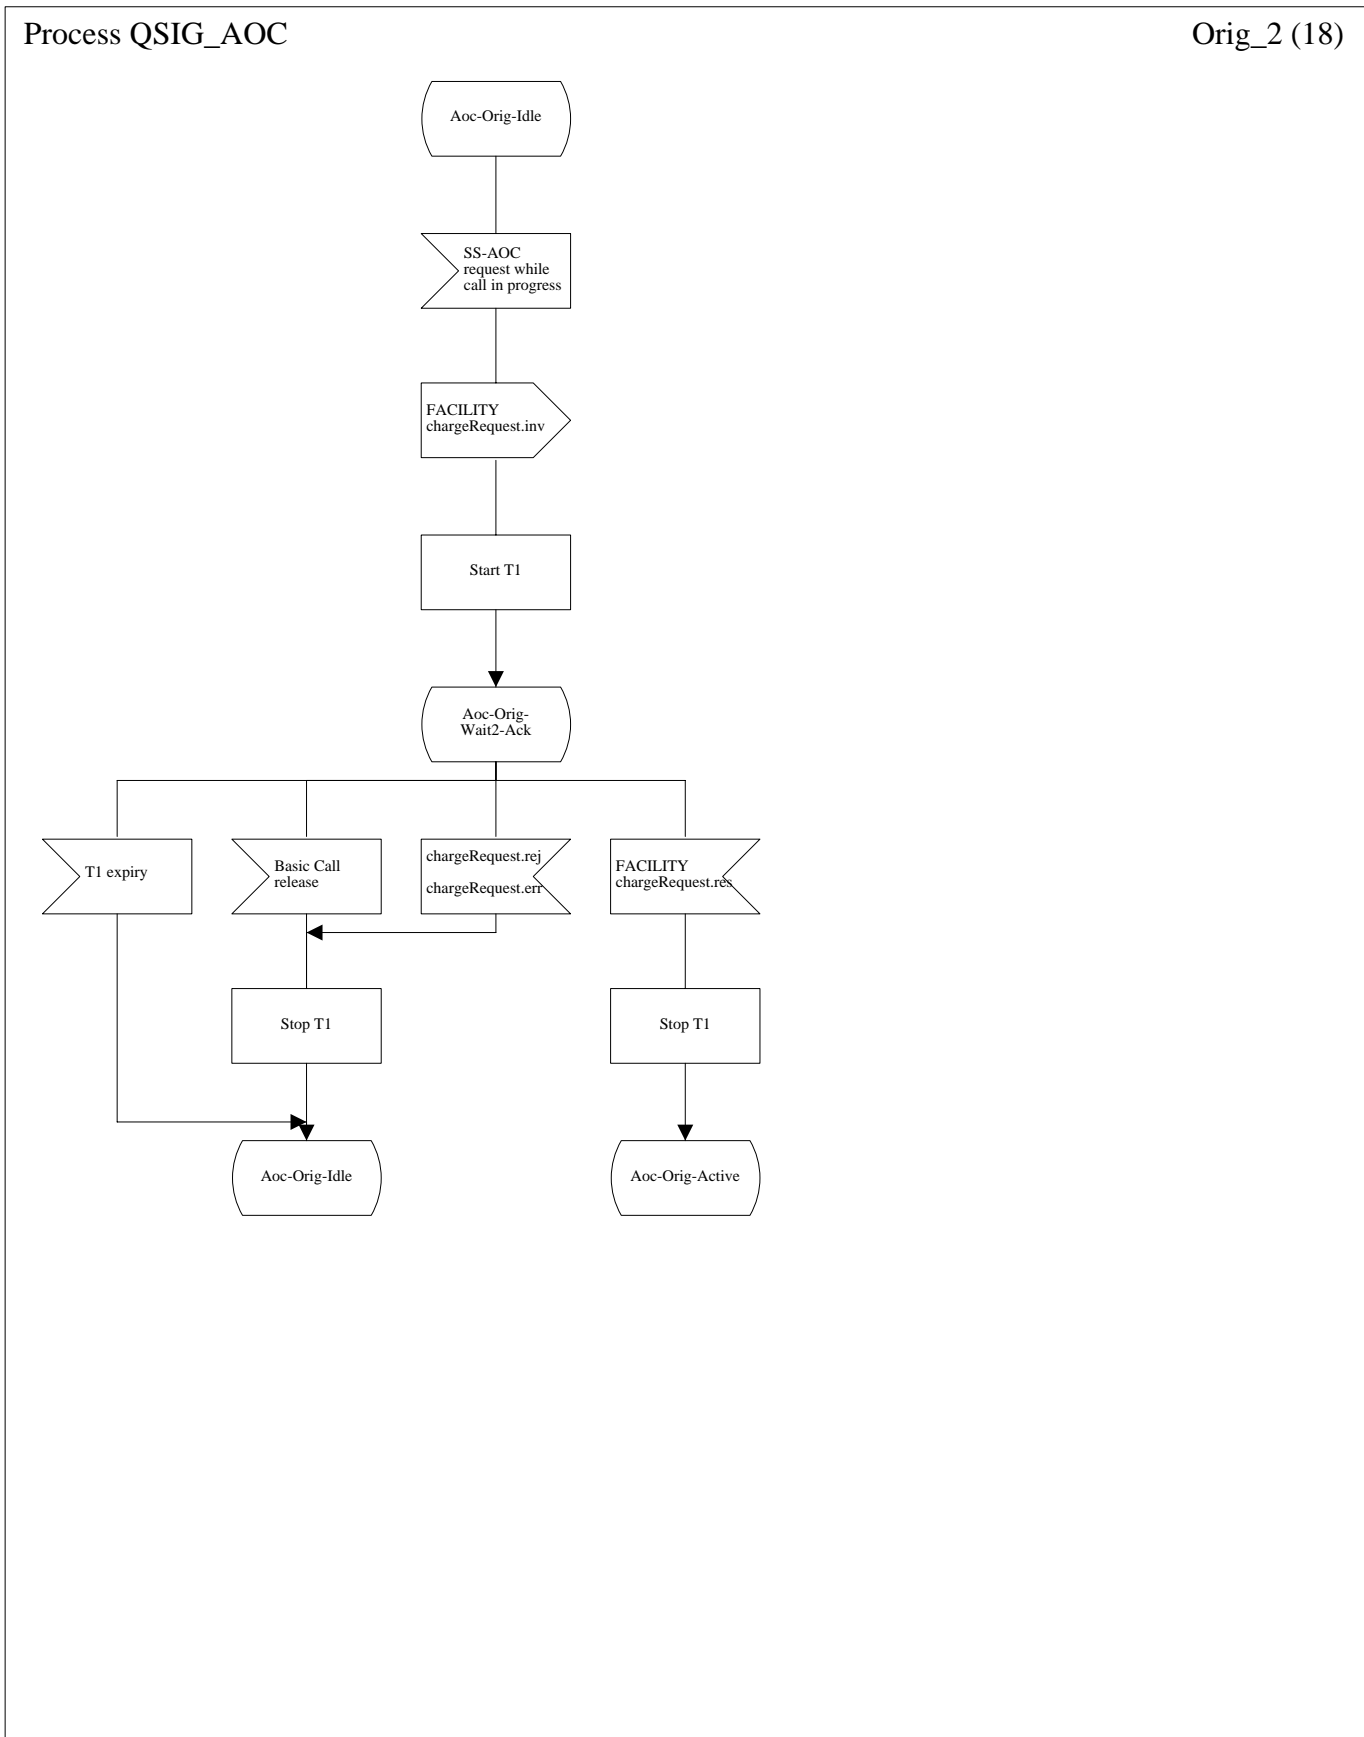 Process QSIG_AOC
Orig_2 (18)
Aoc-Orig-Idle
SS-AOC
request while
call in progress
FACILITY
chargeRequest.inv
Start T1
Aoc-Orig-
Wait2-Ack
T1 expiry
Basic Call
release
chargeRequest.rej
chargeRequest.err
FACILITY
chargeRequest.res
Stop T1
Stop T1
Aoc-Orig-Idle
Aoc-Orig-Active